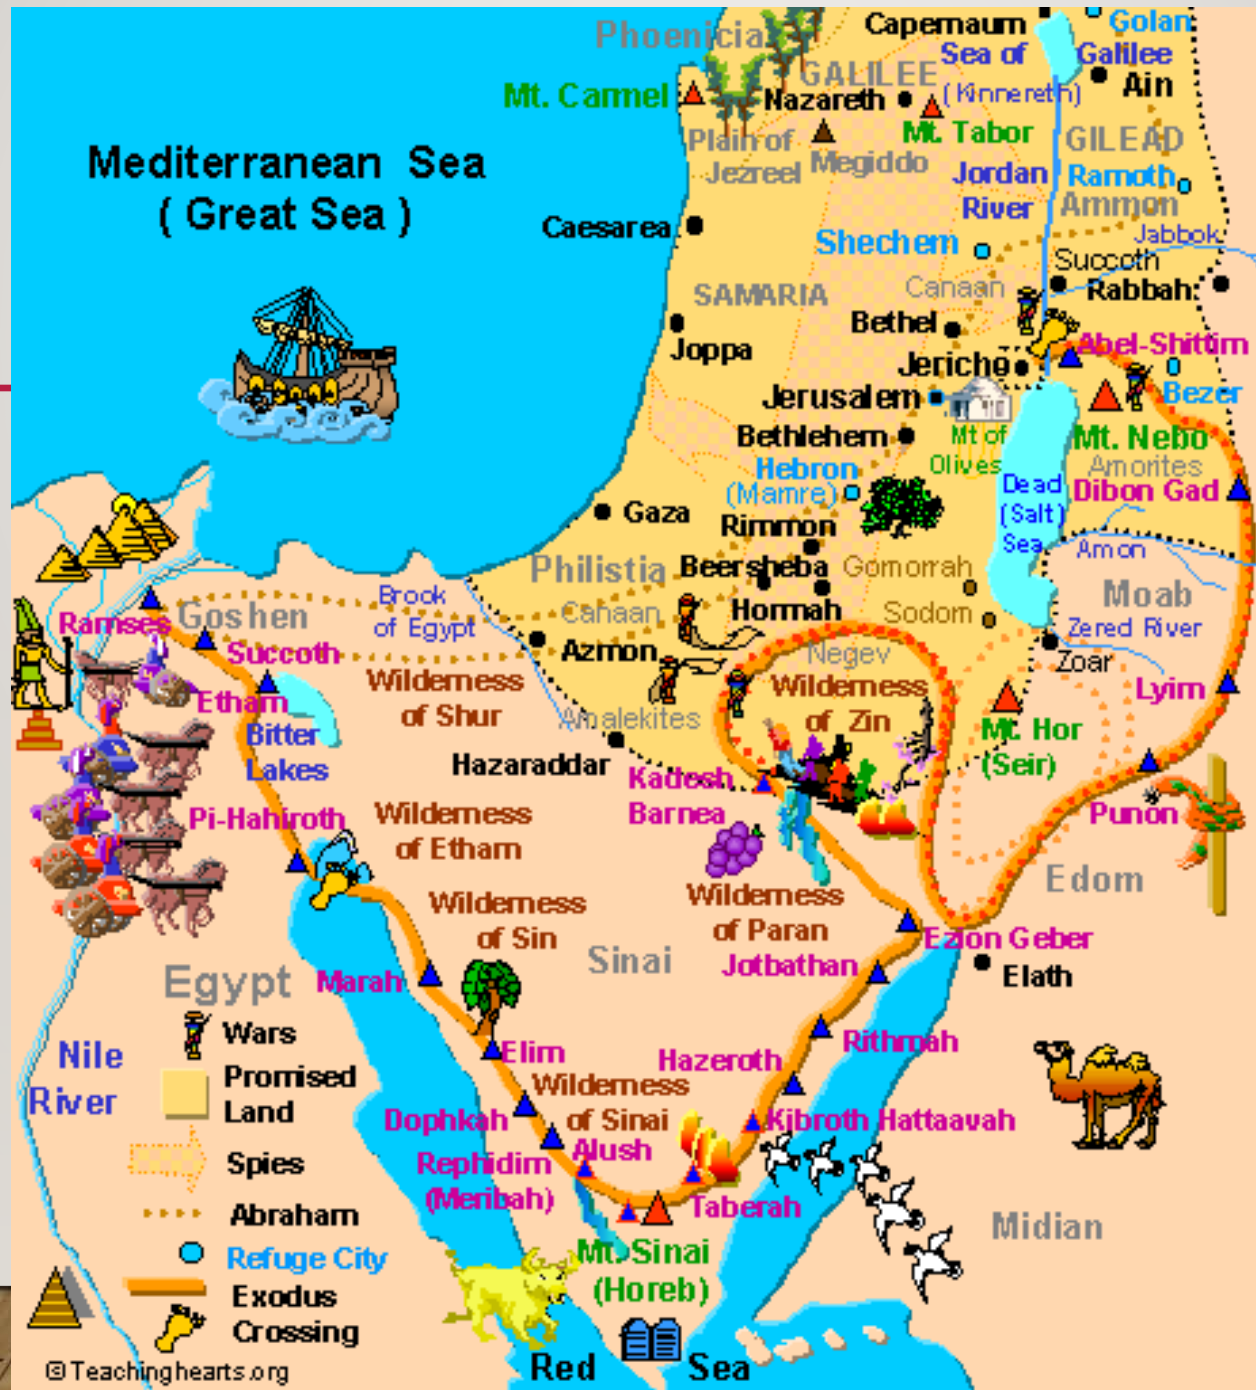 Phoenicia
Capernaum
Golan
Sea of Galilee
(Kinnereth)
Mt. Carmel
GALILEE
Ain
Nazareth
Mt. Tabor
Plain of
Jezreel
Megiddo
GILEAD
Mediterranean Sea
( Great Sea )
Jordan
River
Ramoth
Ammon
Caesarea
Shechem
Jabbok
Succoth
SAMARIA
Canaan
Rabbah
Bethel
Joppa
Abel-Shittim
Jericho
Bezer
Jerusalem
Mt of
Olives
Bethlehem
Mt. Nebo
Hebron
(Mamre)
Amorites
Dead
(Salt)
Sea
Dibon Gad
Gaza
Rimmon
Arnon
Philistia
Beersheba
Gomorrah
Brook
of Egypt
Canaan
Hormah
Sodom
Moab
Ramses
Goshen
Zered River
Succoth
Azmon
Negev
Zoar
Etham
Wilderness
of Shur
Wilderness
of Zin
Lyim
Amalekites
Bitter
Lakes
Mt. Hor
(Seir)
Hazaraddar
Kadesh
Barnea
Pi-Hahiroth
Wilderness
of Etham
Punon
Edom
Wilderness
of Sin
Wilderness
of Paran
Ezion Geber
Sinai
Jotbathah
Elath
Egypt
Marah
Wars
Nile
River
Elim
Hazeroth
Rithmah
Promised
Land
Wilderness
of Sinai
Dophkah
Kibroth Hattaavah
Spies
Rephidim
(Meribah)
Alush
Taberah
Abraham
Midian
Refuge City
Mt. Sinai
(Horeb)
Exodus
Crossing
Red Sea
© Teachinghearts.org